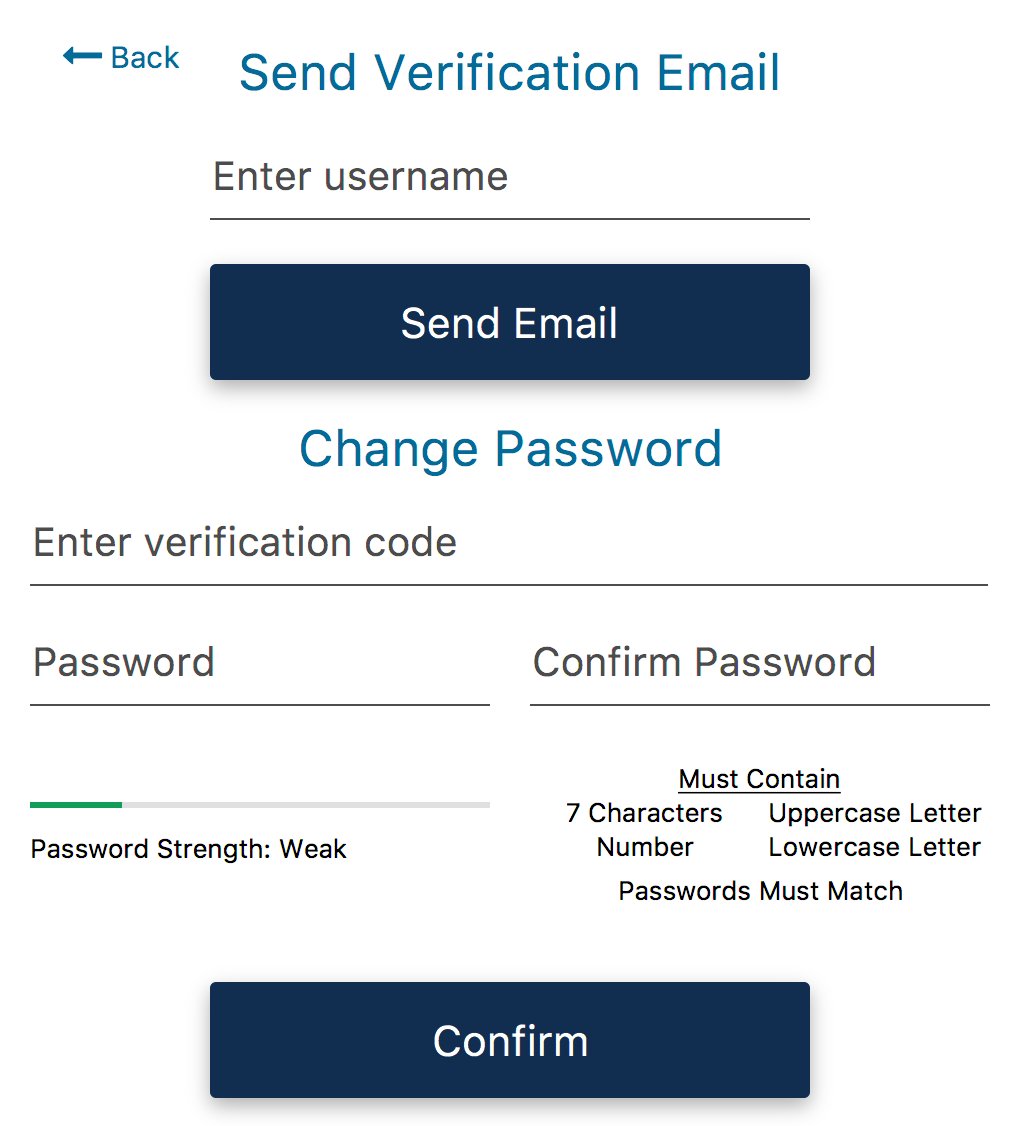 Back
Send Verification Email
Enter username
Send Email
Change Password
Enter verification code
Password
Confirm Password
Must Contain
7 Characters Uppercase Letter
Number Lowercase Letter
Password Strength: Weak
Passwords Must Match
Confirm